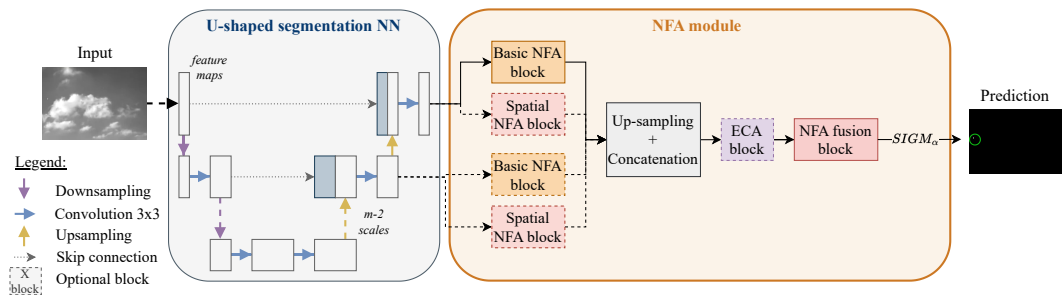 U-shaped segmentation NN
NFA module
Input
feature
maps
Basic NFA
block
Spatial
NFA block
Up-sampling
+
Concatenation
ECA
block
NFA fusion
block
SIGMα
Prediction
Basic NFA
block
Spatial
NFA block
m-2
scales
Legend:
Downsampling
Convolution 3x3
Upsampling
Skip connection
X
block
Optional block